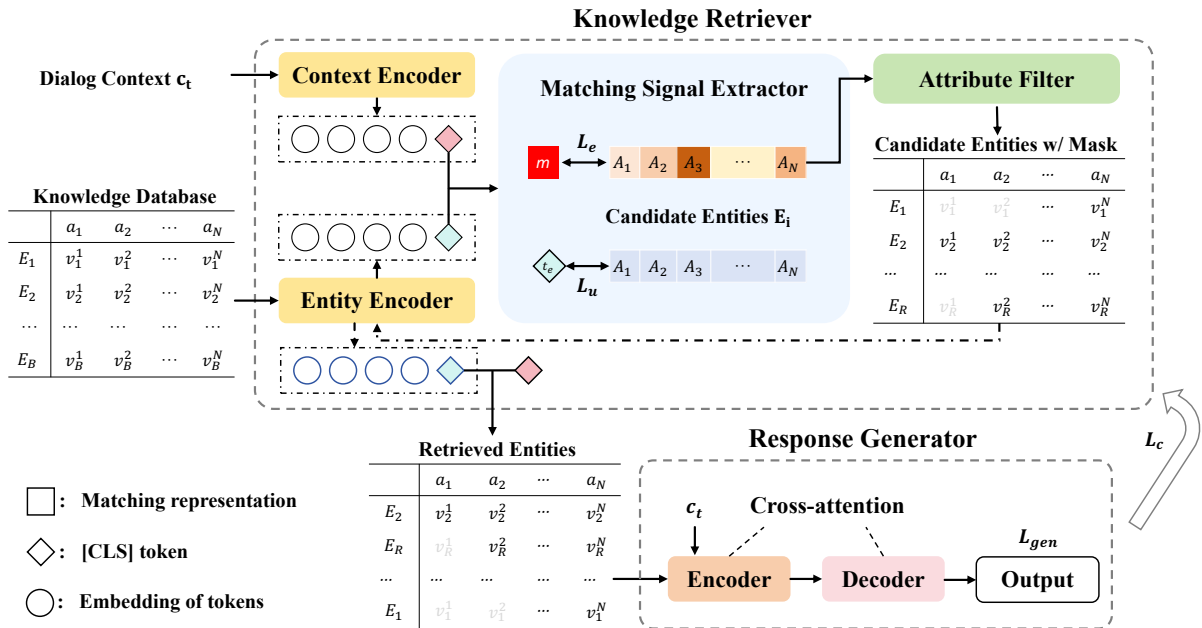 Knowledge Retriever
Dialog Context c_t
Context Encoder
Matching Signal Extractor
Attribute Filter
m
L_e
A_1 A_2 A_3 ⋯ A_N
Candidate Entities E_i
t_e
L_u
A_1 A_2 A_3 ⋯ A_N
Candidate Entities w/ Mask
a_1 a_2 ⋯ a_N
E_1 v_1^1 v_1^2 ⋯ v_1^N
E_2 v_2^1 v_2^2 ⋯ v_2^N
⋯ ⋯ ⋯ ⋯ ⋯
E_R v_R^1 v_R^2 ⋯ v_R^N
Knowledge Database
a_1 a_2 ⋯ a_N
E_1 v_1^1 v_1^2 ⋯ v_1^N
E_2 v_2^1 v_2^2 ⋯ v_2^N
⋯ ⋯ ⋯ ⋯ ⋯
E_B v_B^1 v_B^2 ⋯ v_B^N
Entity Encoder
L_c
Retrieved Entities
a_1 a_2 ⋯ a_N
E_2 v_2^1 v_2^2 ⋯ v_2^N
E_R v_R^1 v_R^2 ⋯ v_R^N
⋯ ⋯ ⋯ ⋯ ⋯
E_1 v_1^1 v_1^2 ⋯ v_1^N
Response Generator
c_t
Cross-attention
L_gen
Encoder
Decoder
Output
: Matching representation
: [CLS] token
: Embedding of tokens